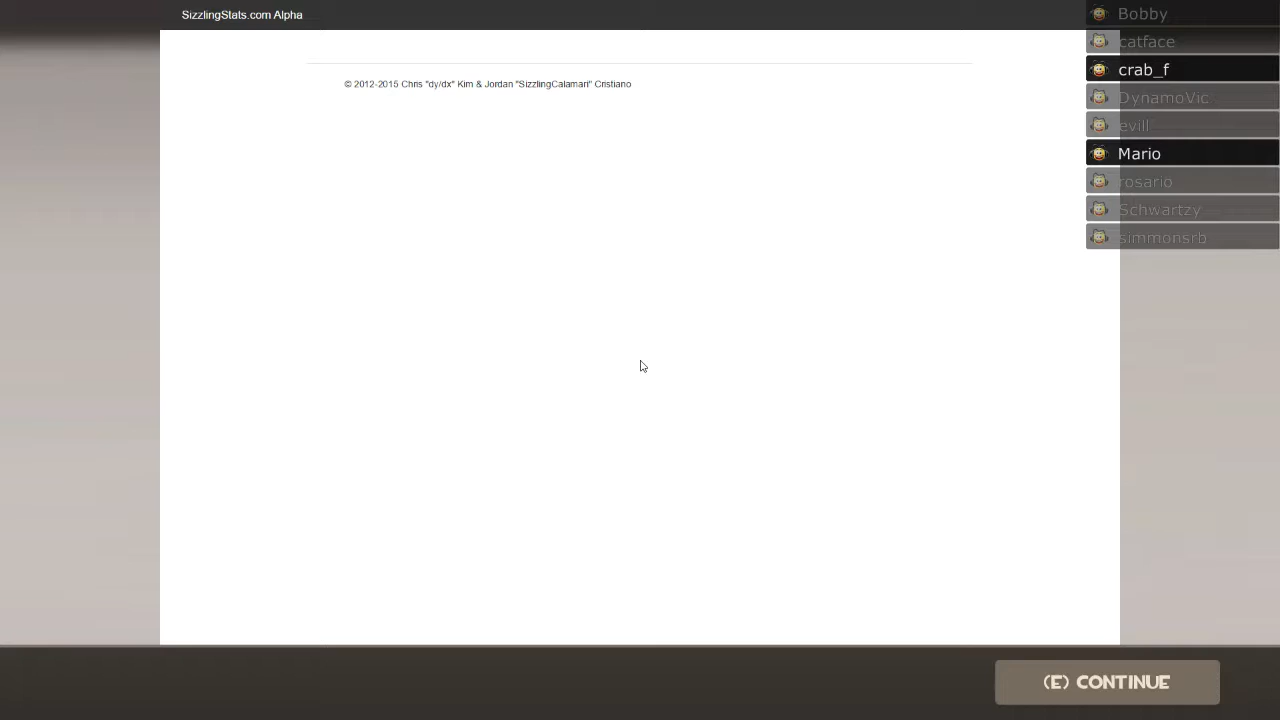 SizzlingStats.com Alpha
© 2012-2015 Chris "dy/dx" Kim & Jordan "SizzlingCalamari" Cristiano
Bobby
catface
crab_f
DynamoVic
evill
Mario
rosario
Schwartzy
simmonsrb
(E) CONTINUE